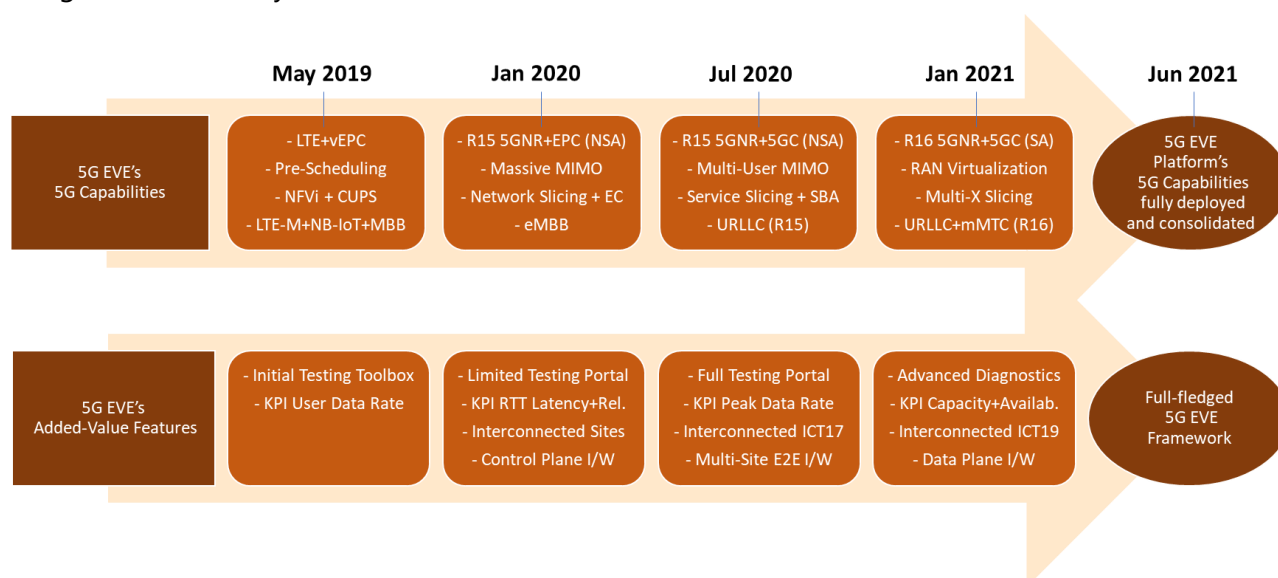 May 2019
Jan 2020
Jul 2020
Jan 2021
Jun 2021
5G EVE's
5G Capabilities
- LTE+vEPC
- Pre-Scheduling
- NFVi + CUPS
- LTE-M+NB-IoT+MBB
- R15 5GNR+EPC (NSA)
- Massive MIMO
- Network Slicing + EC
- eMBB
- R15 5GNR+5GC (NSA)
- Multi-User MIMO
- Service Slicing + SBA
- URLLC (R15)
- R16 5GNR+5GC (SA)
- RAN Virtualization
- Multi-X Slicing
- URLLC+mMTC (R16)
5G EVE
Platform's
5G Capabilities
fully deployed
and consolidated
5G EVE's
Added-Value Features
- Initial Testing Toolbox
- KPI User Data Rate
- Limited Testing Portal
- KPI RTT Latency+Rel.
- Interconnected Sites
- Control Plane I/W
- Full Testing Portal
- KPI Peak Data Rate
- Interconnected ICT17
- Multi-Site E2E I/W
- Advanced Diagnostics
- KPI Capacity+Availab.
- Interconnected ICT19
- Data Plane I/W
Full-fledged
5G EVE
Framework